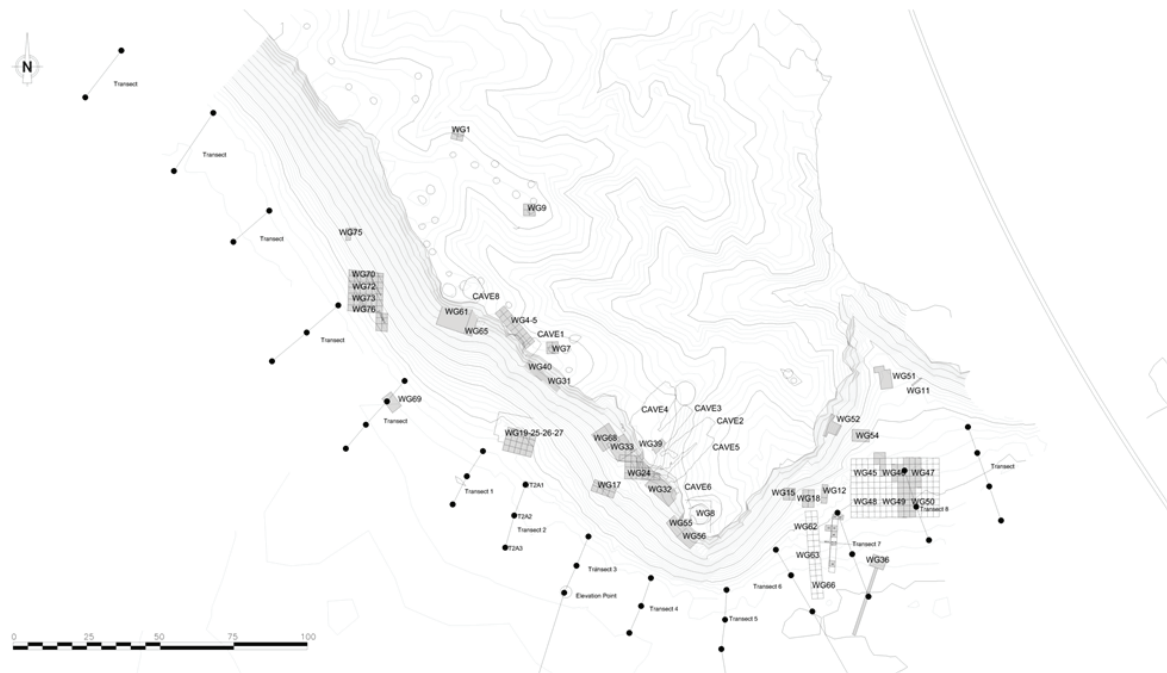 N
Transect
Transect
Transect
WG1
WG9
WG75
WG70
WG72
WG73
WG76
Transect
CAVE8
WG61
WG65
WG4-5
CAVE1
WG7
WG40
WG31
WG69
Transect
WG19-25-26-27
CAVE4
CAVE3
CAVE2
CAVE5
WG68
WG33
WG39
WG24
WG17
WG32
CAVE6
WG8
WG55
WG56
WG51
WG11
WG52
WG54
WG45
WG46
WG47
WG48
WG49
WG50
Transect
Transect 8
WG15
WG18
WG12
WG62
WG63
WG66
Transect 7
WG36
Transect 6
Transect 1
T2A1
T2A2
Transect 2
T2A3
Transect 3
Elevation Point
Transect 4
Transect 5
0 25 50 75 100